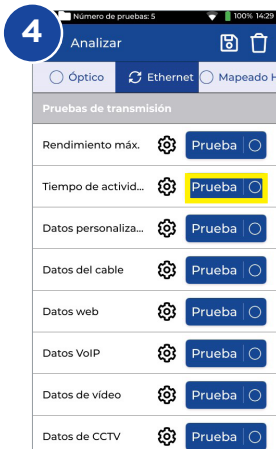 4
Número de pruebas: 5 100% 14:29
Analizar
Óptico Ethernet Mapeado H
Pruebas de transmisión
Rendimiento máx. Prueba
Tiempo de activid... Prueba
Datos personaliza... Prueba
Datos del cable Prueba
Datos web Prueba
Datos VoIP Prueba
Datos de vídeo Prueba
Datos de CCTV Prueba